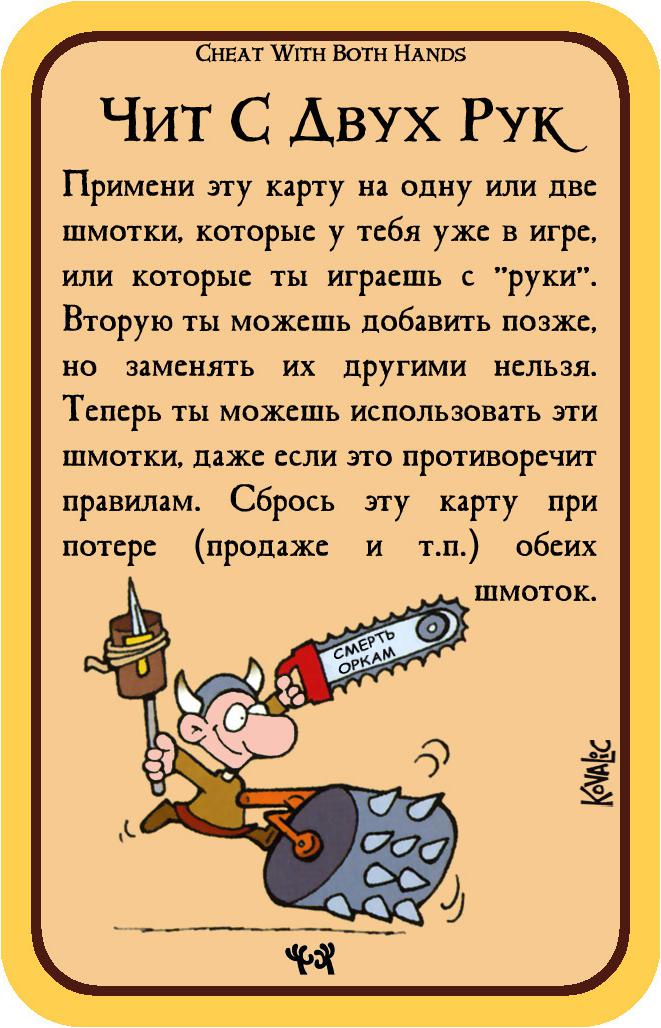 Cheat With Both Hands
Чит С Двух Рук
Примени эту карту на одну или две
шмотки, которые у тебя уже в игре,
или которые ты играешь с "руки".
Вторую ты можешь добавить позже,
но заменять их другими нельзя.
Теперь ты можешь использовать эти
шмотки, даже если это противоречит
правилам. Сбрось эту карту при
потере (продаже и т.п.) обеих
шмоток.
СМЕРТЬ
ОРКАМ
KOVALIC